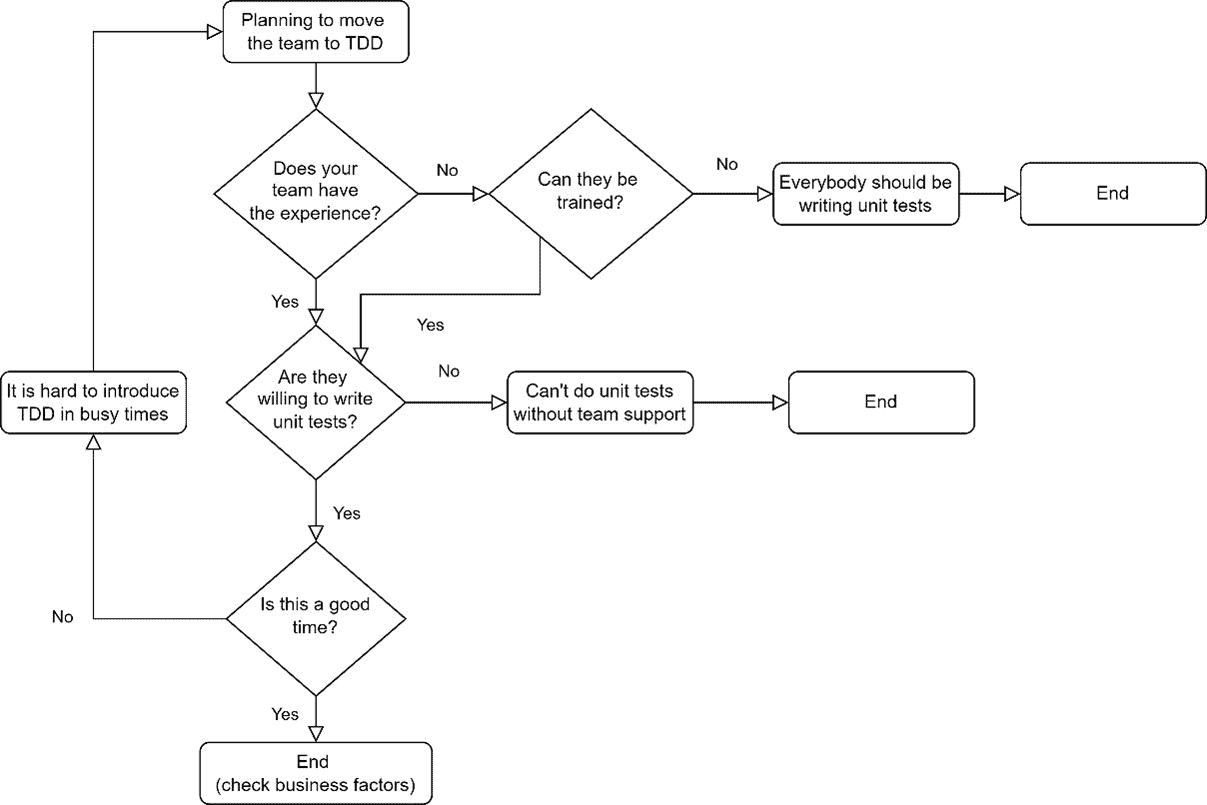 Planning to move
the team to TDD
Does your
team have
the experience?
No
Can they be
trained?
No
Everybody should be
writing unit tests
End
Yes
Yes
Are they
willing to write
unit tests?
No
Can't do unit tests
without team support
End
It is hard to introduce
TDD in busy times
Yes
Is this a good
time?
No
Yes
End
(check business factors)